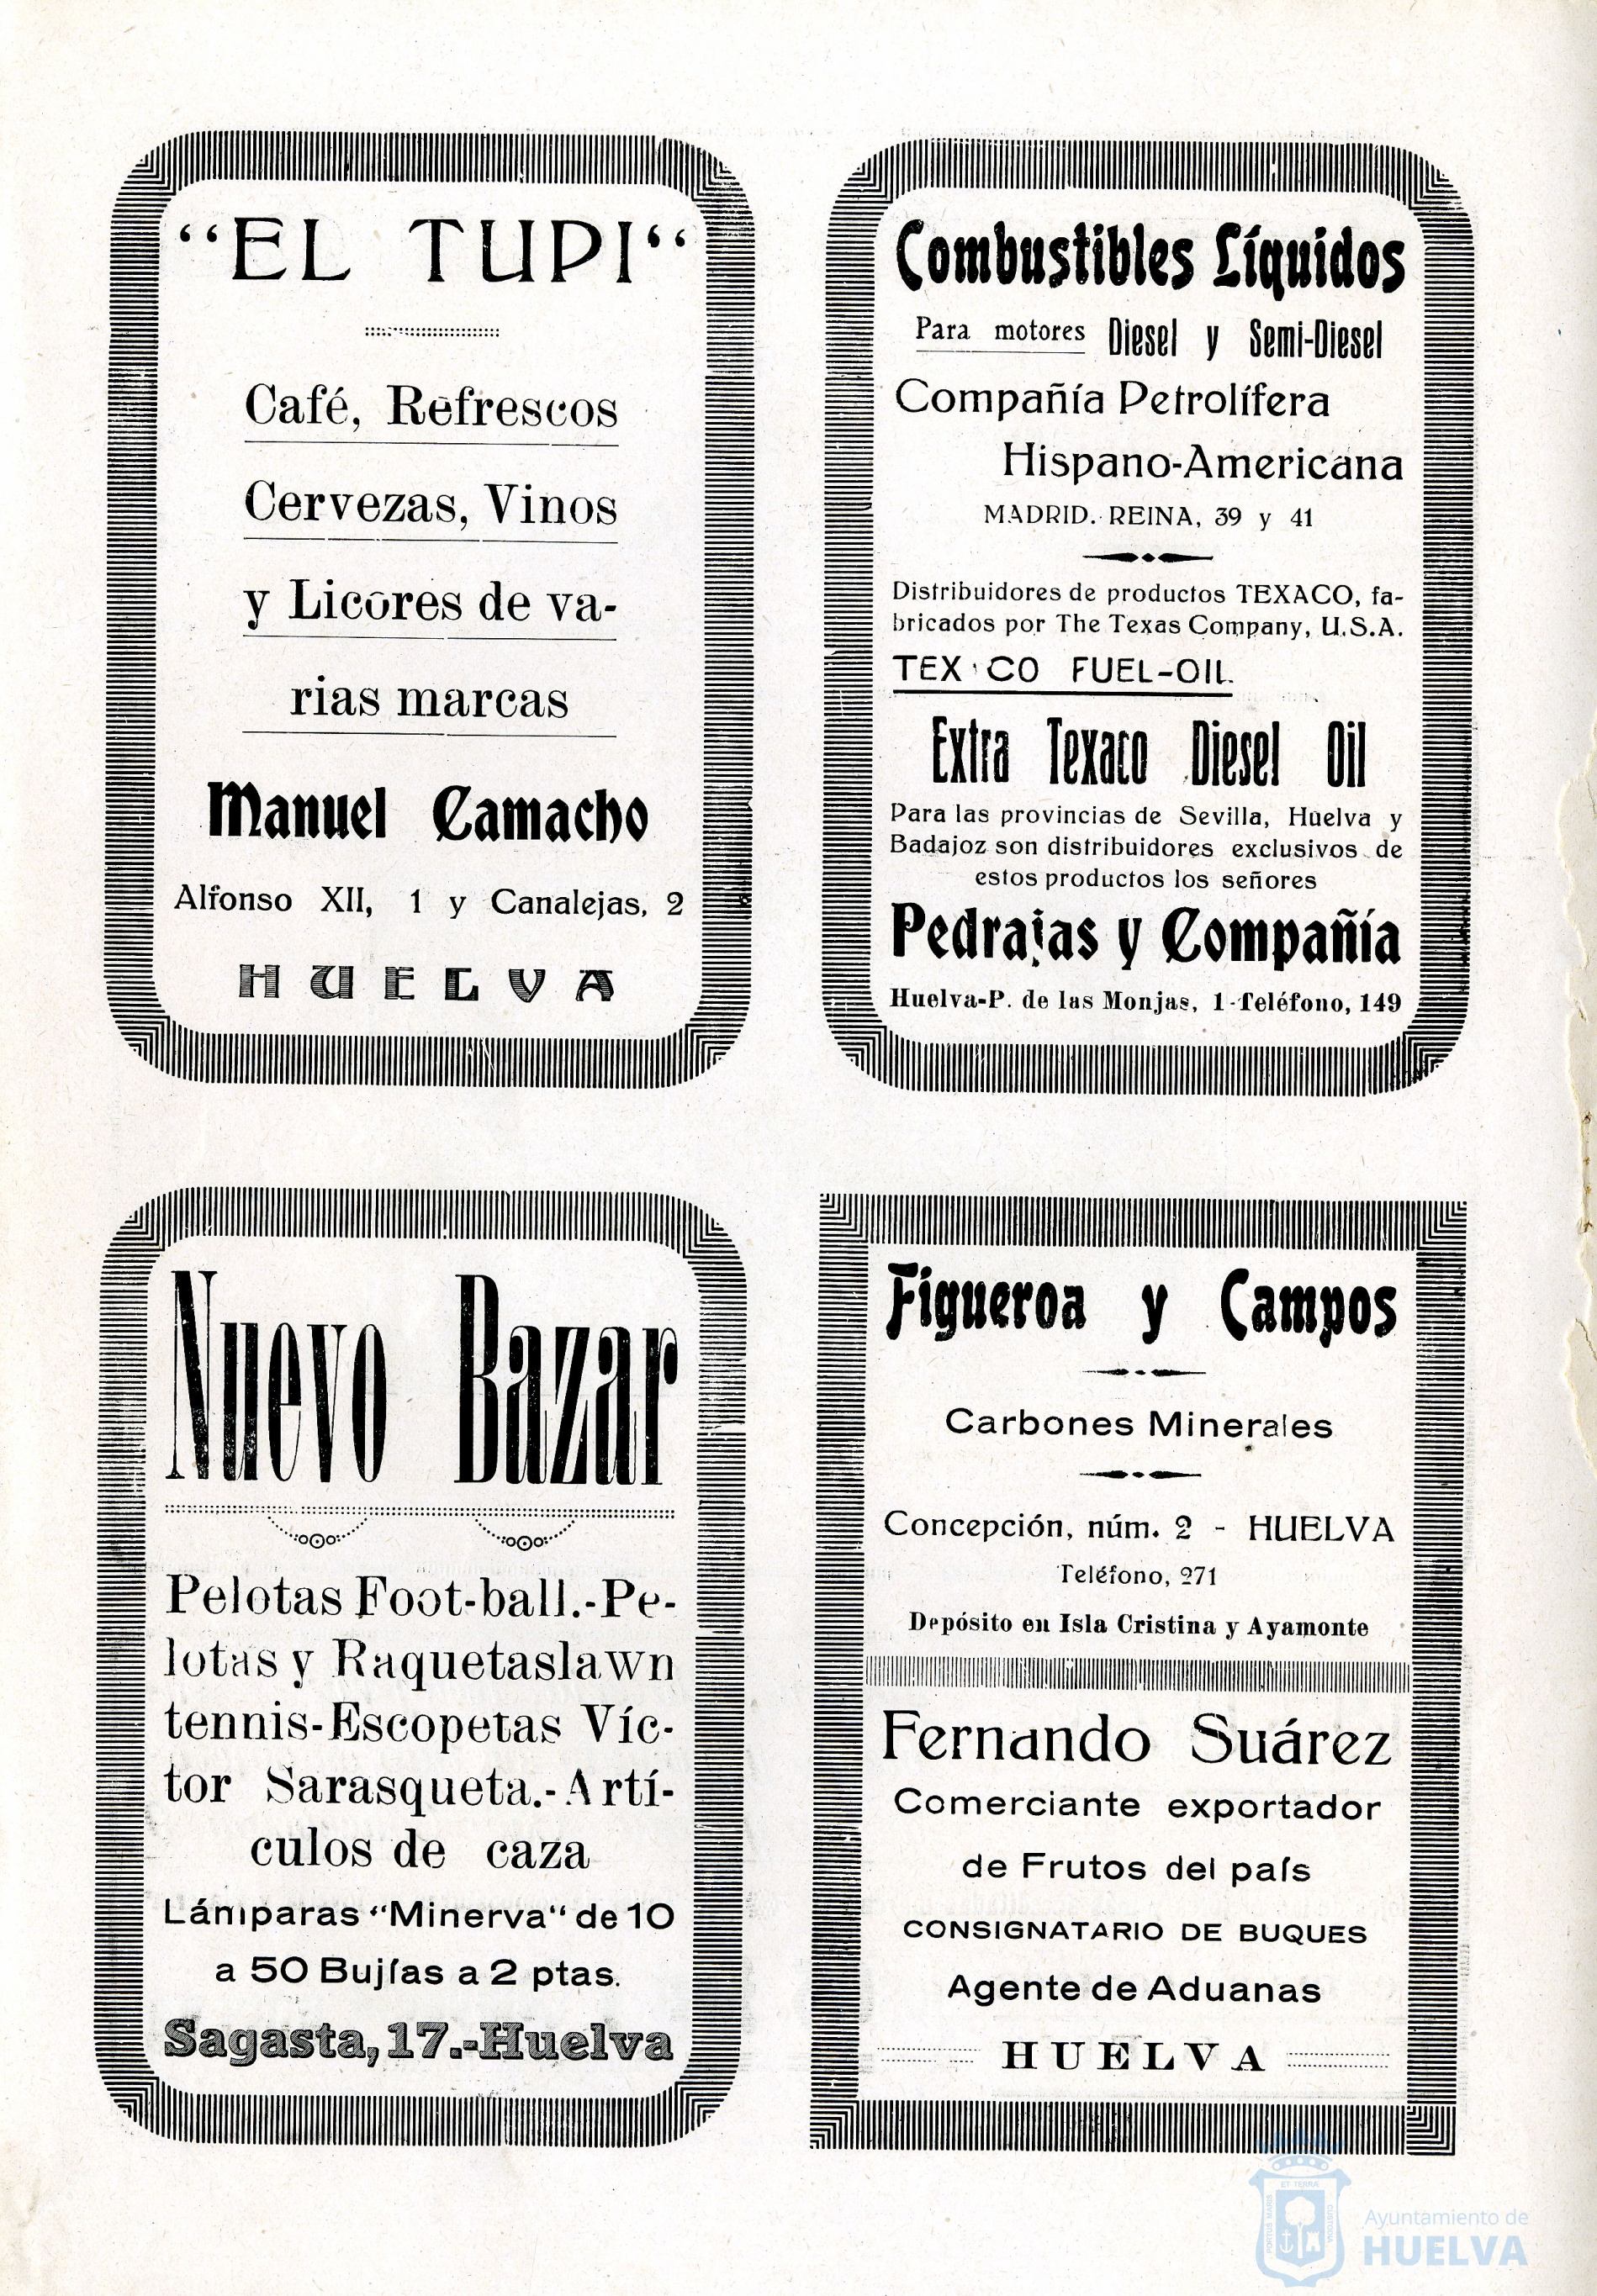 “EL TUPI“
Café, Refrescos
Cervezas, Vinos
y Licores de va-
rias marcas
Manuel Camacho
Alfonso XII, 1 y Canalejas, 2
HUELVA
Combustibles Líquidos
Para motores Diesel y Semi-Diesel
Compañía Petrolífera
Hispano-Americana
MADRID.-REINA, 39 y 41
Distribuidores de productos TEXACO, fa-
bricados por The Texas Company, U.S.A.
TEX CO FUEL-OIL.
Extra Texaco Diesel Oil
Para las provincias de Sevilla, Huelva y
Badajoz son distribuidores exclusivos de
estos productos los señores
Pedrajas y Compañía
Huelva-P. de las Monjas, 1-Teléfono, 149
Nuevo Bazar
Pelotas Foot-ball.-Pe-
lotas y Raquetaslawn
tennis-Escopetas Víc-
tor Sarasqueta.-Artí-
culos de caza
Lámparas “Minerva“ de 10
a 50 Bujías a 2 ptas.
Sagasta, 17.-Huelva
Figueroa y Campos
Carbones Minerales
Concepción, núm. 2 - HUELVA
Teléfono, 271
Depósito en Isla Cristina y Ayamonte
Fernando Suárez
Comerciante exportador
de Frutos del país
CONSIGNATARIO DE BUQUES
Agente de Aduanas
HUELVA
PORTUS MARIS
ET TERRÆ
CUSTODIA
Ayuntamiento de
HUELVA